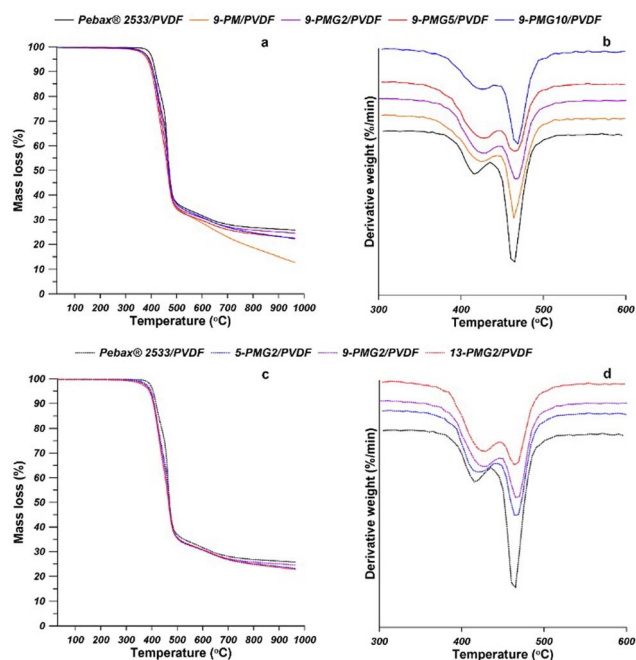 Pebax® 2533/PVDF 9-PM/PVDF 9-PMG2/PVDF 9-PMG5/PVDF 9-PMG10/PVDF
a
Mass loss (%)
100
90
80
70
60
50
40
30
20
10
0
100 200 300 400 500 600 700 800 900 1000
Temperature (°C)
b
Derivative weight (%/min)
300 400 500 600
Temperature (°C)
Pebax® 2533/PVDF 5-PMG2/PVDF 9-PMG2/PVDF 13-PMG2/PVDF
c
Mass loss (%)
100
90
80
70
60
50
40
30
20
10
0
100 200 300 400 500 600 700 800 900 1000
Temperature (°C)
d
Derivative weight (%/min)
300 400 500 600
Temperature (°C)